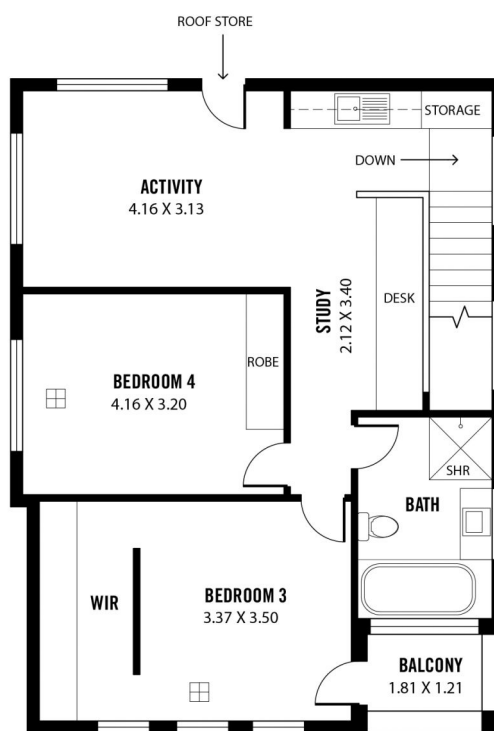 ROOF STORE
STORAGE
DOWN
ACTIVITY
4.16 X 3.13
STUDY
2.12 X 3.40
DESK
BEDROOM 4
4.16 X 3.20
ROBE
SHR
BATH
WIR
BEDROOM 3
3.37 X 3.50
BALCONY
1.81 X 1.21